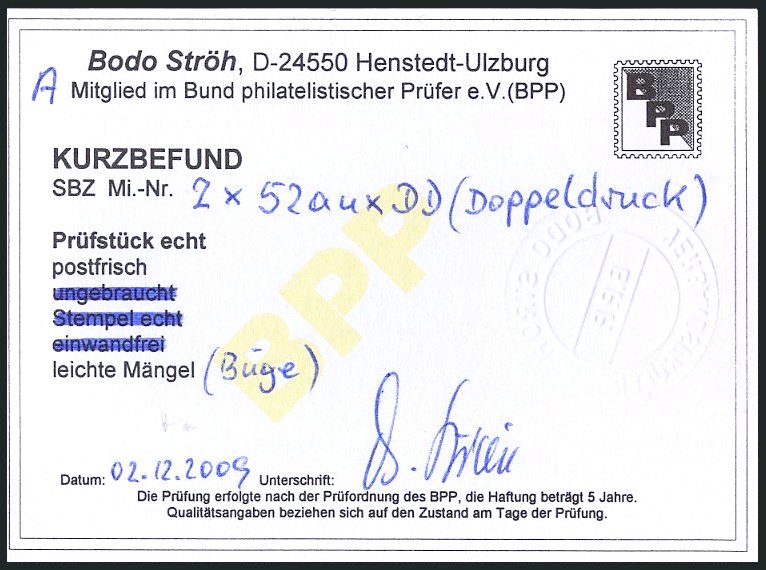 Bodo Ströh, D-24550 Henstedt-Ulzburg
A Mitglied im Bund philatelistischer Prüfer e.V.(BPP)
BPP
KURZBEFUND
SBZ Mi.-Nr. 2 x 52aux DD (Doppeldruck)
Prüfstück echt
postfrisch
ungebraucht
Stempel echt
einwandfrei
leichte Mängel (Büge)
BPP
Datum: 02.12.2009 Unterschrift: B. Ströh
Die Prüfung erfolgte nach der Prüfordnung des BPP, die Haftung beträgt 5 Jahre.
Qualitätsangaben beziehen sich auf den Zustand am Tage der Prüfung.